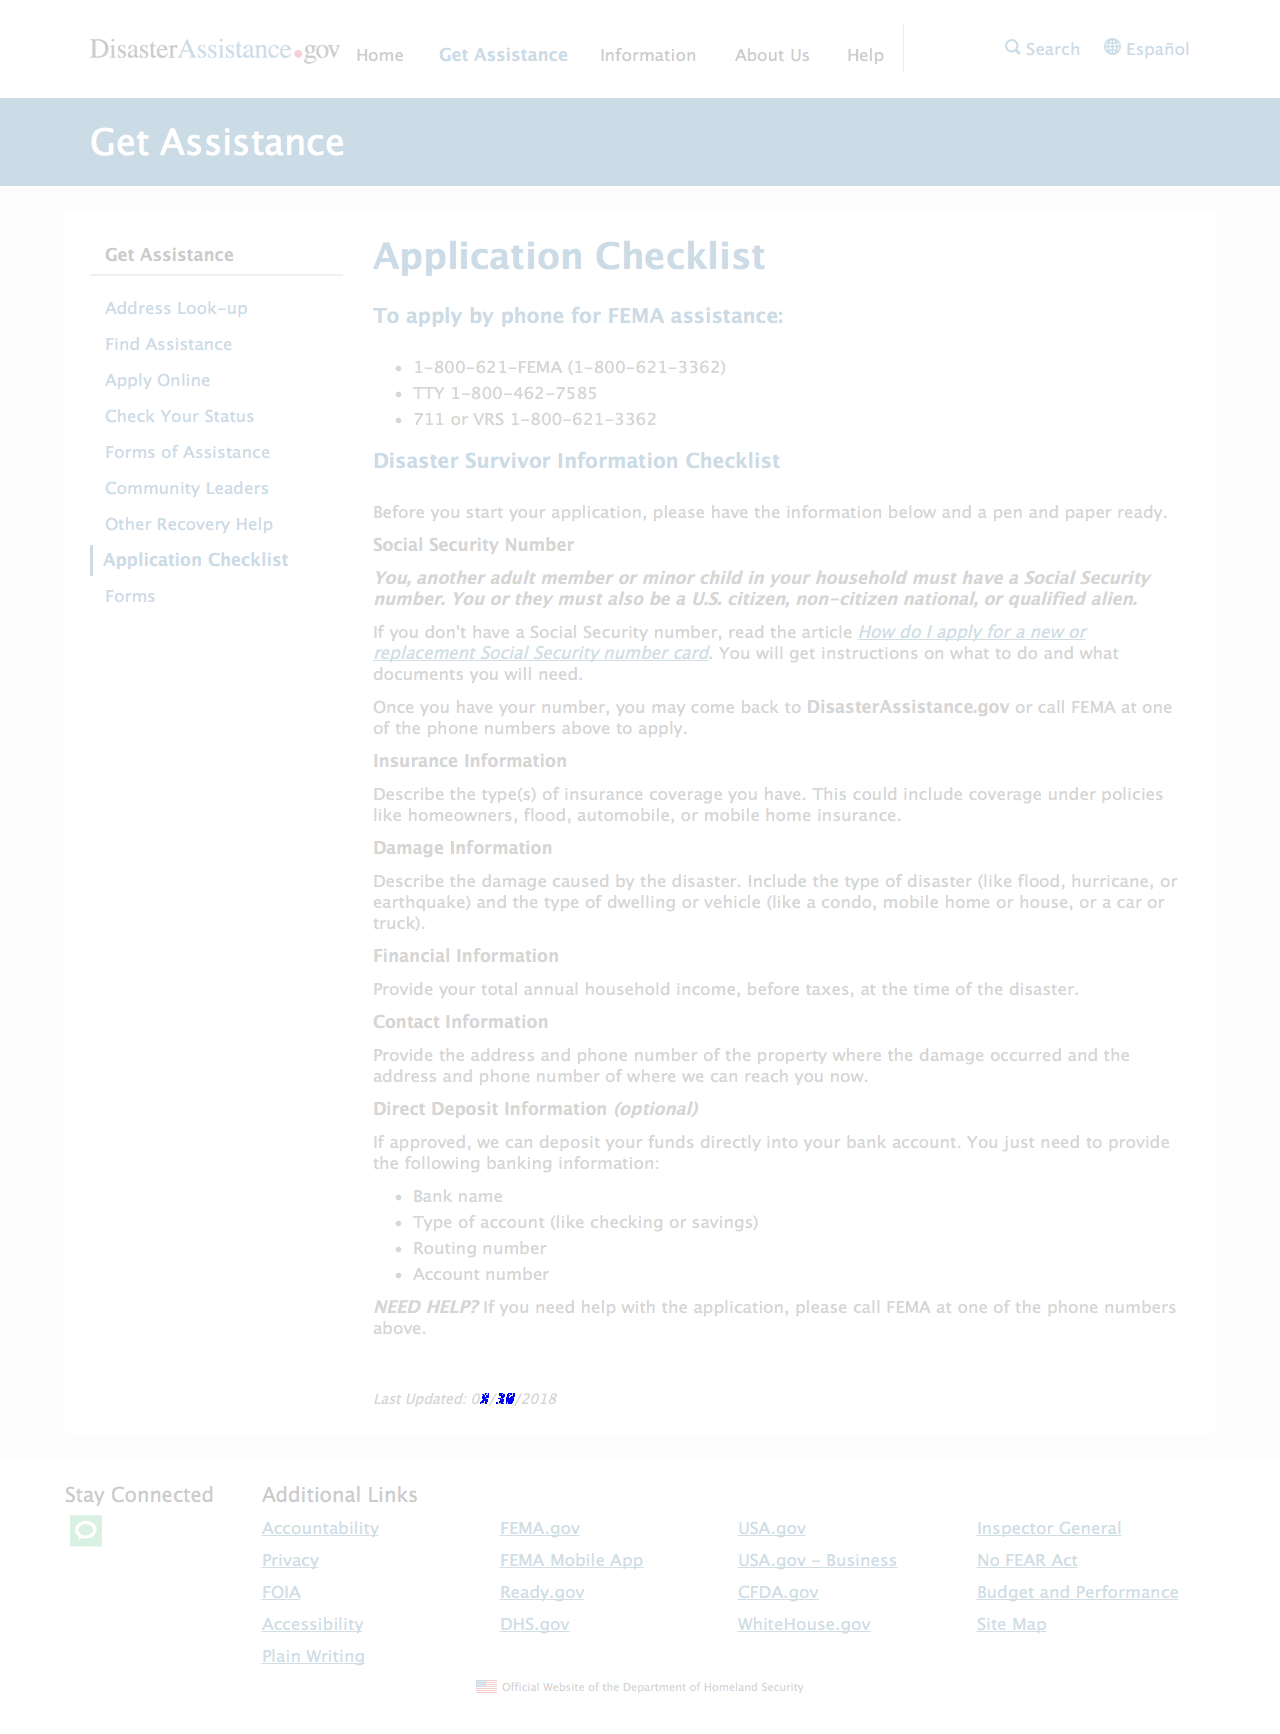 DisasterAssistance.gov Home Get Assistance Information About Us Help Search Español
Get Assistance
Get Assistance
Address Look-up
Find Assistance
Apply Online
Check Your Status
Forms of Assistance
Community Leaders
Other Recovery Help
Application Checklist
Forms
Application Checklist
To apply by phone for FEMA assistance:
• 1-800-621-FEMA (1-800-621-3362)
• TTY 1-800-462-7585
• 711 or VRS 1-800-621-3362
Disaster Survivor Information Checklist
Before you start your application, please have the information below and a pen and paper ready.
Social Security Number
You, another adult member or minor child in your household must have a Social Security
number. You or they must also be a U.S. citizen, non-citizen national, or qualified alien.
If you don't have a Social Security number, read the article How do I apply for a new or
replacement Social Security number card. You will get instructions on what to do and what
documents you will need.
Once you have your number, you may come back to DisasterAssistance.gov or call FEMA at one
of the phone numbers above to apply.
Insurance Information
Describe the type(s) of insurance coverage you have. This could include coverage under policies
like homeowners, flood, automobile, or mobile home insurance.
Damage Information
Describe the damage caused by the disaster. Include the type of disaster (like flood, hurricane, or
earthquake) and the type of dwelling or vehicle (like a condo, mobile home or house, or a car or
truck).
Financial Information
Provide your total annual household income, before taxes, at the time of the disaster.
Contact Information
Provide the address and phone number of the property where the damage occurred and the
address and phone number of where we can reach you now.
Direct Deposit Information (optional)
If approved, we can deposit your funds directly into your bank account. You just need to provide
the following banking information:
• Bank name
• Type of account (like checking or savings)
• Routing number
• Account number
NEED HELP? If you need help with the application, please call FEMA at one of the phone numbers
above.
Last Updated:
Stay Connected
Additional Links
Accountability FEMA.gov USA.gov Inspector General
Privacy FEMA Mobile App USA.gov - Business No FEAR Act
FOIA Ready.gov CFDA.gov Budget and Performance
Accessibility DHS.gov WhiteHouse.gov Site Map
Plain Writing
Official Website of the Department of Homeland Security